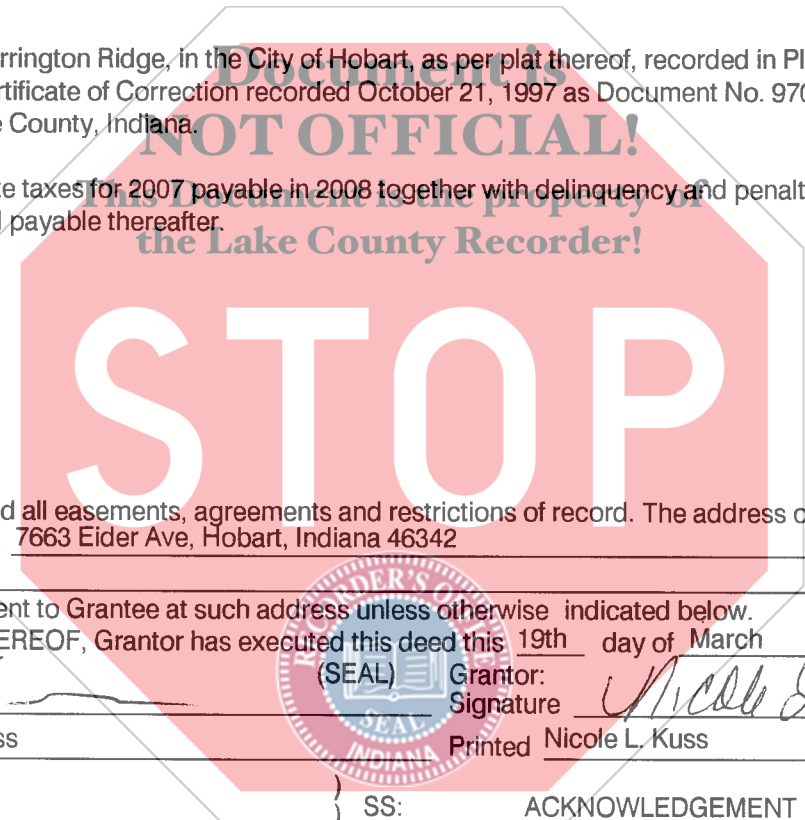 rrington Ridge, in the City of Hobart, as per plat thereof, recorded in Pl
Document is
rtificate of Correction recorded October 21, 1997 as Document No. 970
NOT OFFICIAL!
e County, Indiana.
e taxes for 2007 payable in 2008 together with delinquency and penalt
This Document is the property of
d payable thereafter.
the Lake County Recorder!
STOP
d all easements, agreements and restrictions of record. The address o
7663 Eider Ave, Hobart, Indiana 46342
ent to Grantee at such address unless otherwise indicated below.
EREOF, Grantor has executed this deed this 19th day of March
(SEAL) Grantor:
Signature Nicole
ss Printed Nicole L. Kuss
RECORDER'S OFFICE
SEAL
INDIANA
SS: ACKNOWLEDGEMENT